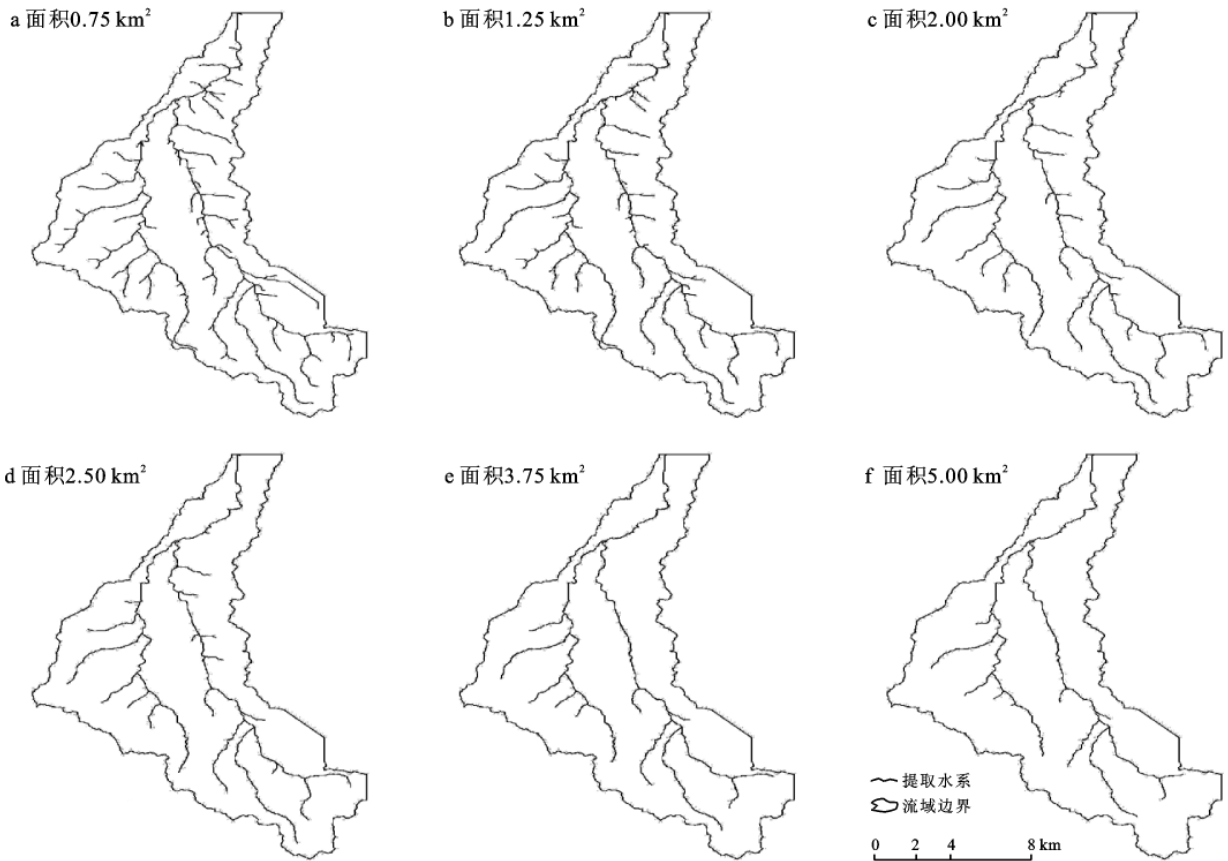 a 面积0.75 km²
b 面积1.25 km²
c 面积2.00 km²
d 面积2.50 km²
e 面积3.75 km²
f 面积5.00 km²
提取水系
流域边界
0 2 4 8 km